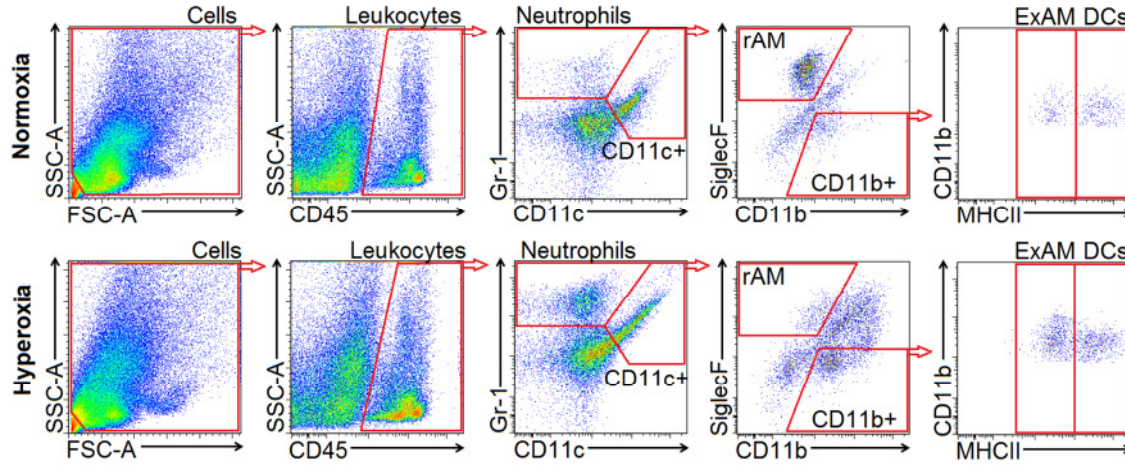 Normoxia
Cells
SSC-A
FSC-A
Leukocytes
SSC-A
CD45
Neutrophils
Gr-1
CD11c+
CD11c
rAM
SiglecF
CD11b+
CD11b
ExAM DCs
CD11b
MHCII
Hyperoxia
Cells
SSC-A
FSC-A
Leukocytes
SSC-A
CD45
Neutrophils
Gr-1
CD11c+
CD11c
rAM
SiglecF
CD11b+
CD11b
ExAM DCs
CD11b
MHCII